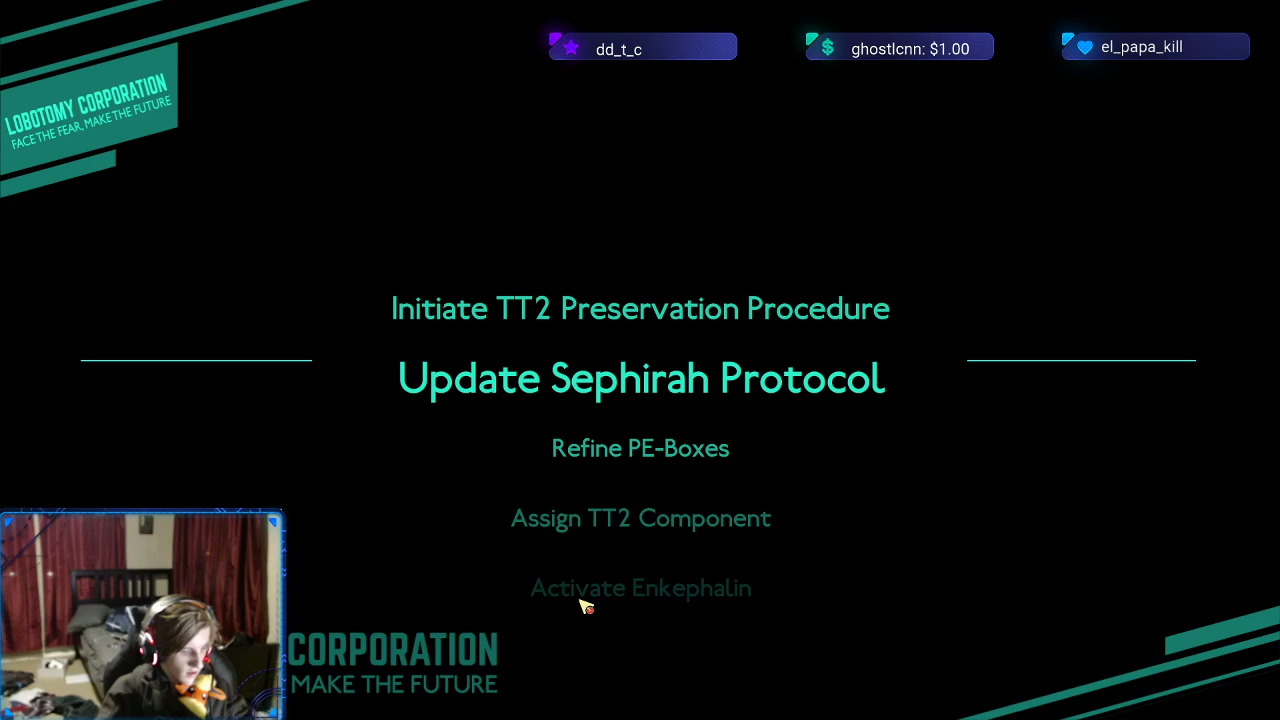 dd_t_c
ghostlcnn: $1.00
el_papa_kill
LOBOTOMY CORPORATION
FACE THE FEAR, MAKE THE FUTURE
Initiate TT2 Preservation Procedure
Update Sephirah Protocol
Refine PE-Boxes
Assign TT2 Component
Activate Enkephalin
CORPORATION
MAKE THE FUTURE